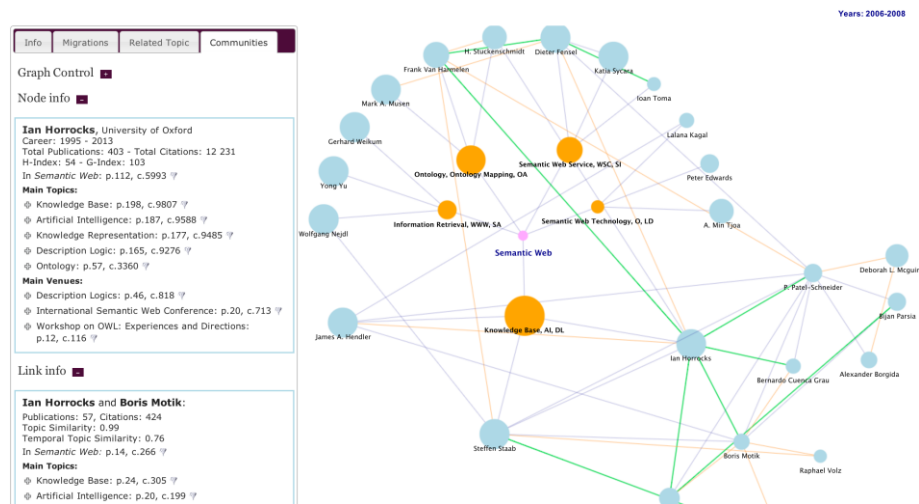 Years: 2006-2008
Info
Migrations
Related Topic
Communities
Graph Control
Node info
Ian Horrocks, University of Oxford
Career: 1995 - 2013
Total Publications: 403 - Total Citations: 12 231
H-Index: 54 - G-Index: 103
In Semantic Web: p.112, c.5993
Main Topics:
Knowledge Base: p.198, c.9807
Artificial Intelligence: p.187, c.9588
Knowledge Representation: p.177, c.9485
Description Logic: p.165, c.9276
Ontology: p.57, c.3360
Main Venues:
Description Logics: p.46, c.818
International Semantic Web Conference: p.20, c.713
Workshop on OWL: Experiences and Directions:
p.12, c.116
Link info
Ian Horrocks and Boris Motik:
Publications: 57, Citations: 424
Topic Similarity: 0.99
Temporal Topic Similarity: 0.76
In Semantic Web: p.14, c.266
Main Topics:
Knowledge Base: p.24, c.305
Artificial Intelligence: p.20, c.199
H. Stuckenschmidt
Dieter Fensel
Frank Van Harmelen
Katia Sycara
Mark A. Musen
Ioan Toma
Lalana Kagal
Gerhard Weikum
Semantic Web Service, WSC, SI
Ontology, Ontology Mapping, OA
Peter Edwards
Yong Yu
Information Retrieval, WWW, SA
Semantic Web Technology, O, LD
A. Min Tjoa
Wolfgang Nejdl
Semantic Web
Deborah L. Mcguin
P. Patel-Schneider
Bijan Parsia
Knowledge Base, AI, DL
James A. Hendler
Ian Horrocks
Alexander Borgida
Bernardo Cuenca Grau
Steffen Staab
Boris Motik
Raphael Volz